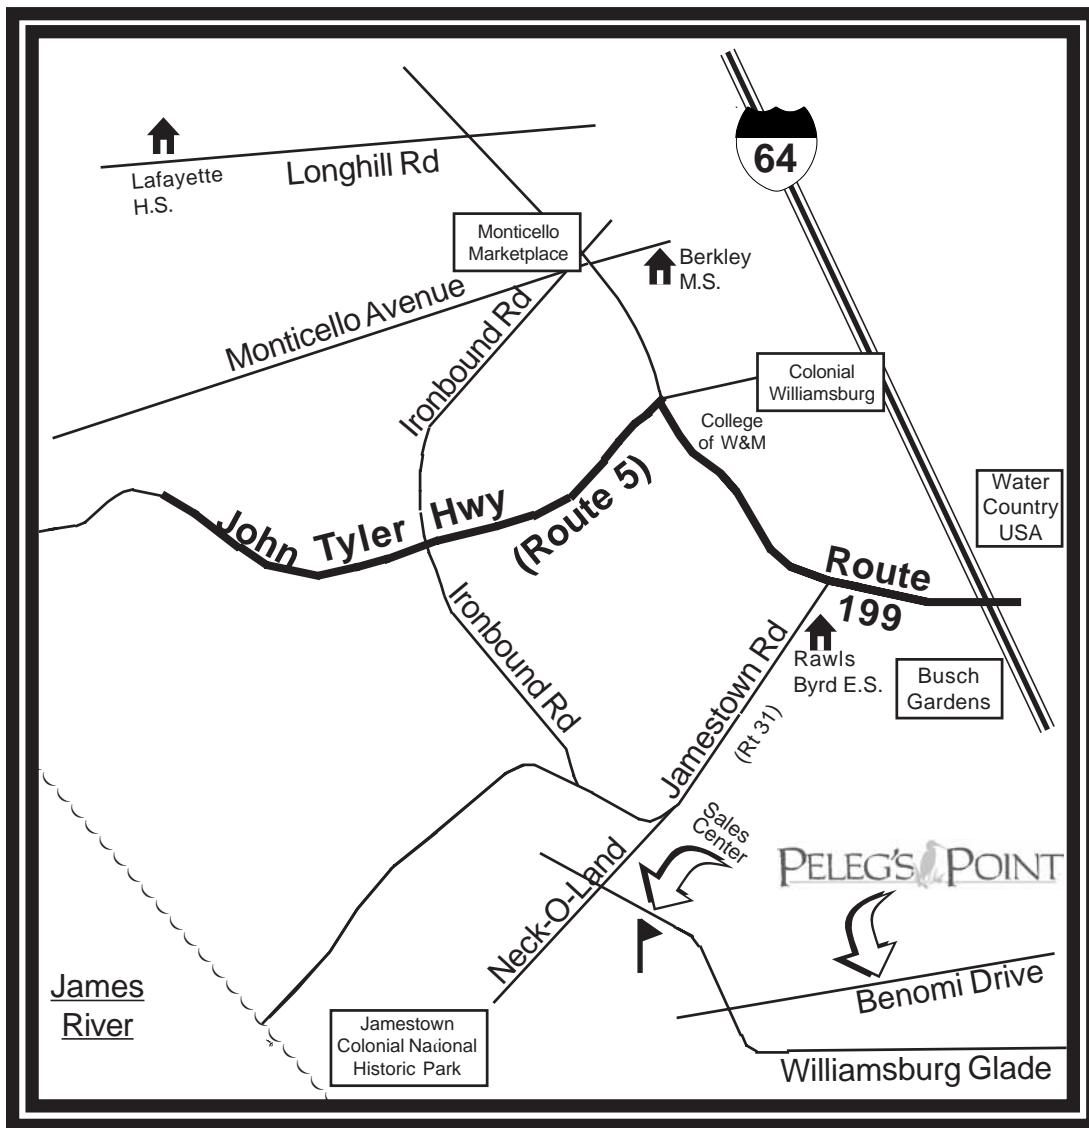 64
Longhill Rd
Lafayette
H.S.
Monticello
Marketplace
Berkley
M.S.
Monticello Avenue
Ironbound Rd
Colonial
Williamsburg
College
of W&M
Water
Country
USA
John Tyler Hwy
(Route 5)
Route
199
Ironbound Rd
Jamestown Rd
(Rt 31)
Rawls
Byrd E.S.
Busch
Gardens
Sales
Center
PELEG'S POINT
Neck-O-Land
James
River
Benomi Drive
Jamestown
Colonial National
Historic Park
Williamsburg Glade